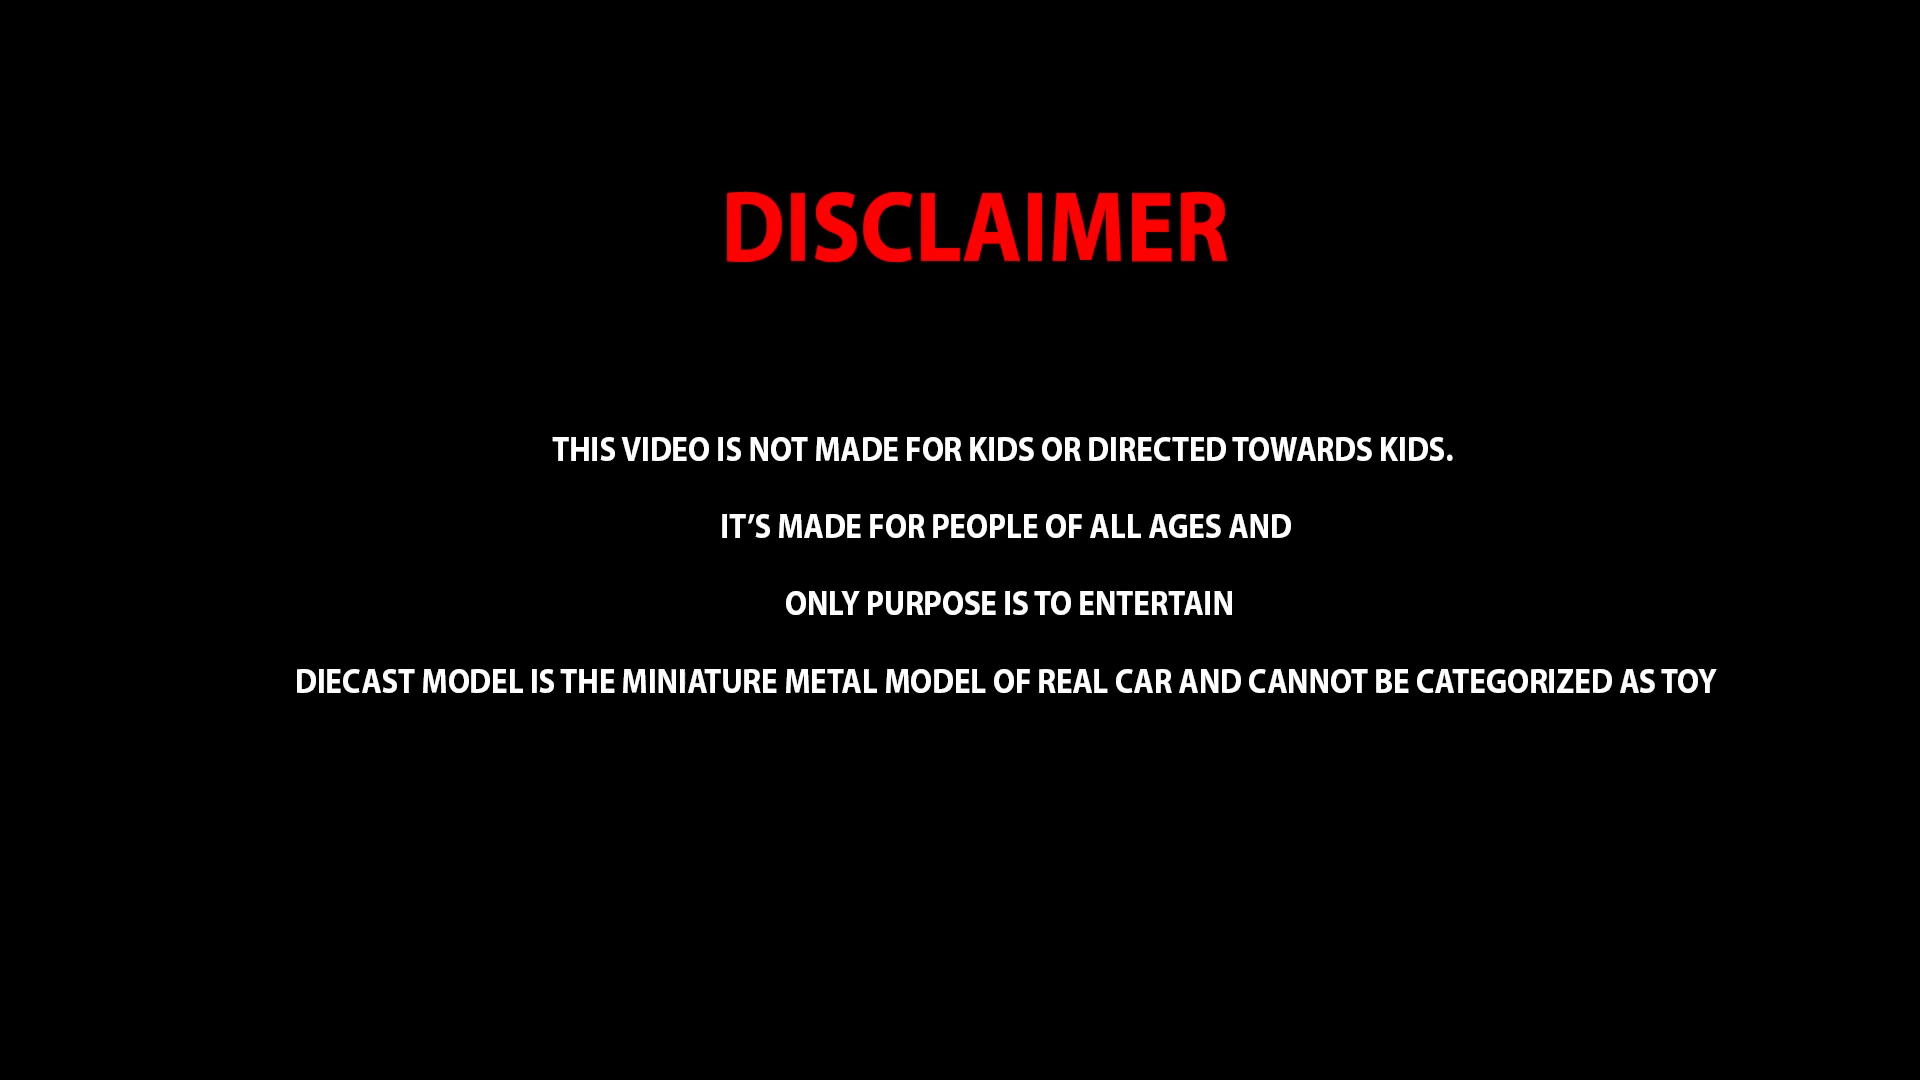 DISCLAIMER
THIS VIDEO IS NOT MADE FOR KIDS OR DIRECTED TOWARDS KIDS.
IT’S MADE FOR PEOPLE OF ALL AGES AND
ONLY PURPOSE IS TO ENTERTAIN
DIECAST MODEL IS THE MINIATURE METAL MODEL OF REAL CAR AND CANNOT BE CATEGORIZED AS TOY